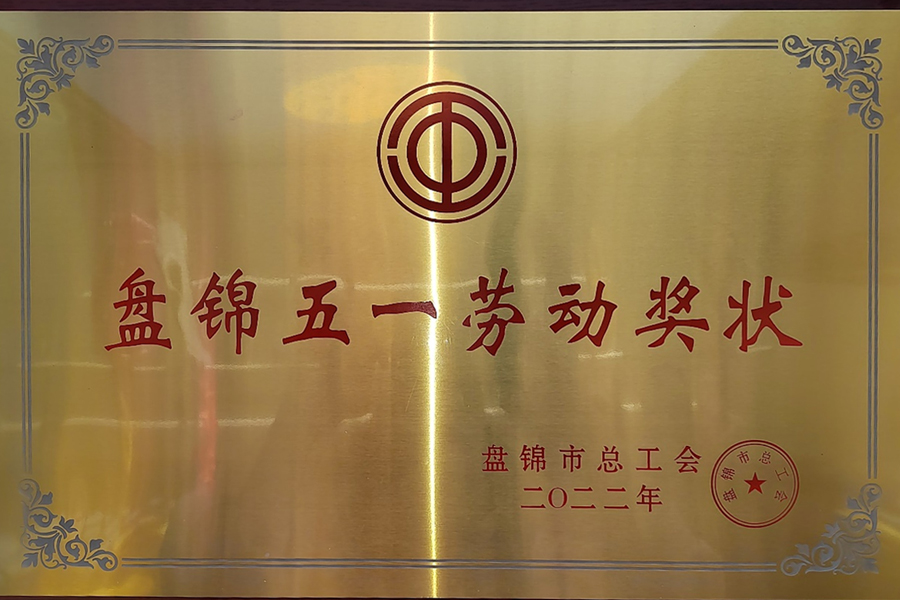 盘锦五一劳动奖状
盘锦市总工会
二〇二二年
盘锦市总工会